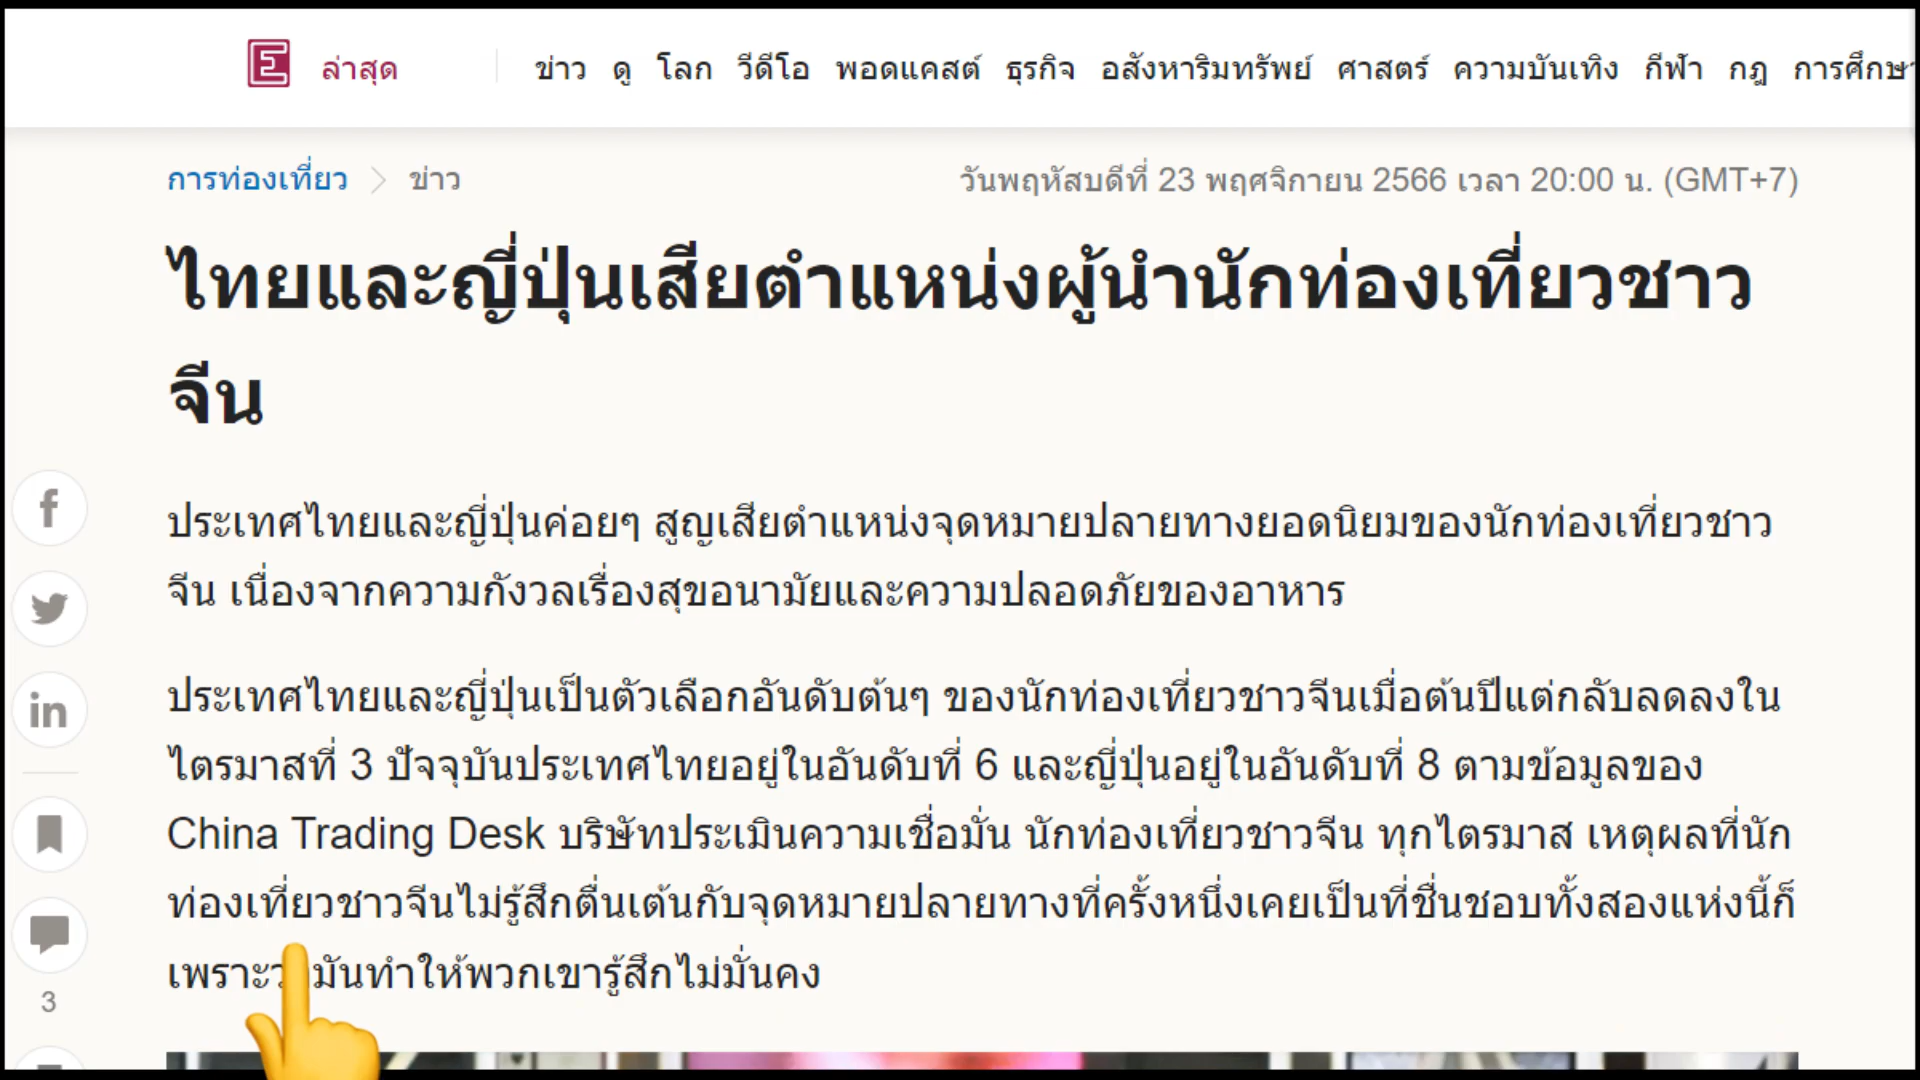 E ล่าสุด ข่าว ดู โลก วีดีโอ พอดแคสต์ ธุรกิจ อสังหาริมทรัพย์ ศาสตร์ ความบันเทิง กีฬา กฎ การศึกษา
การท่องเที่ยว > ข่าว วันพฤหัสบดีที่ 23 พฤศจิกายน 2566 เวลา 20:00 น. (GMT+7)
ไทยและญี่ปุ่นเสียตำแหน่งผู้นำนักท่องเที่ยวชาว
จีน
ประเทศไทยและญี่ปุ่นค่อยๆ สูญเสียตำแหน่งจุดหมายปลายทางยอดนิยมของนักท่องเที่ยวชาว
จีน เนื่องจากความกังวลเรื่องสุขอนามัยและความปลอดภัยของอาหาร
ประเทศไทยและญี่ปุ่นเป็นตัวเลือกอันดับต้นๆ ของนักท่องเที่ยวชาวจีนเมื่อต้นปีแต่กลับลดลงใน
ไตรมาสที่ 3 ปัจจุบันประเทศไทยอยู่ในอันดับที่ 6 และญี่ปุ่นอยู่ในอันดับที่ 8 ตามข้อมูลของ
China Trading Desk บริษัทประเมินความเชื่อมั่น นักท่องเที่ยวชาวจีน ทุกไตรมาส เหตุผลที่นัก
ท่องเที่ยวชาวจีนไม่รู้สึกตื่นเต้นกับจุดหมายปลายทางที่ครั้งหนึ่งเคยเป็นที่ชื่นชอบทั้งสองแห่งนี้ก็
เพราะว่ามันทำให้พวกเขารู้สึกไม่มั่นคง
f
in
3